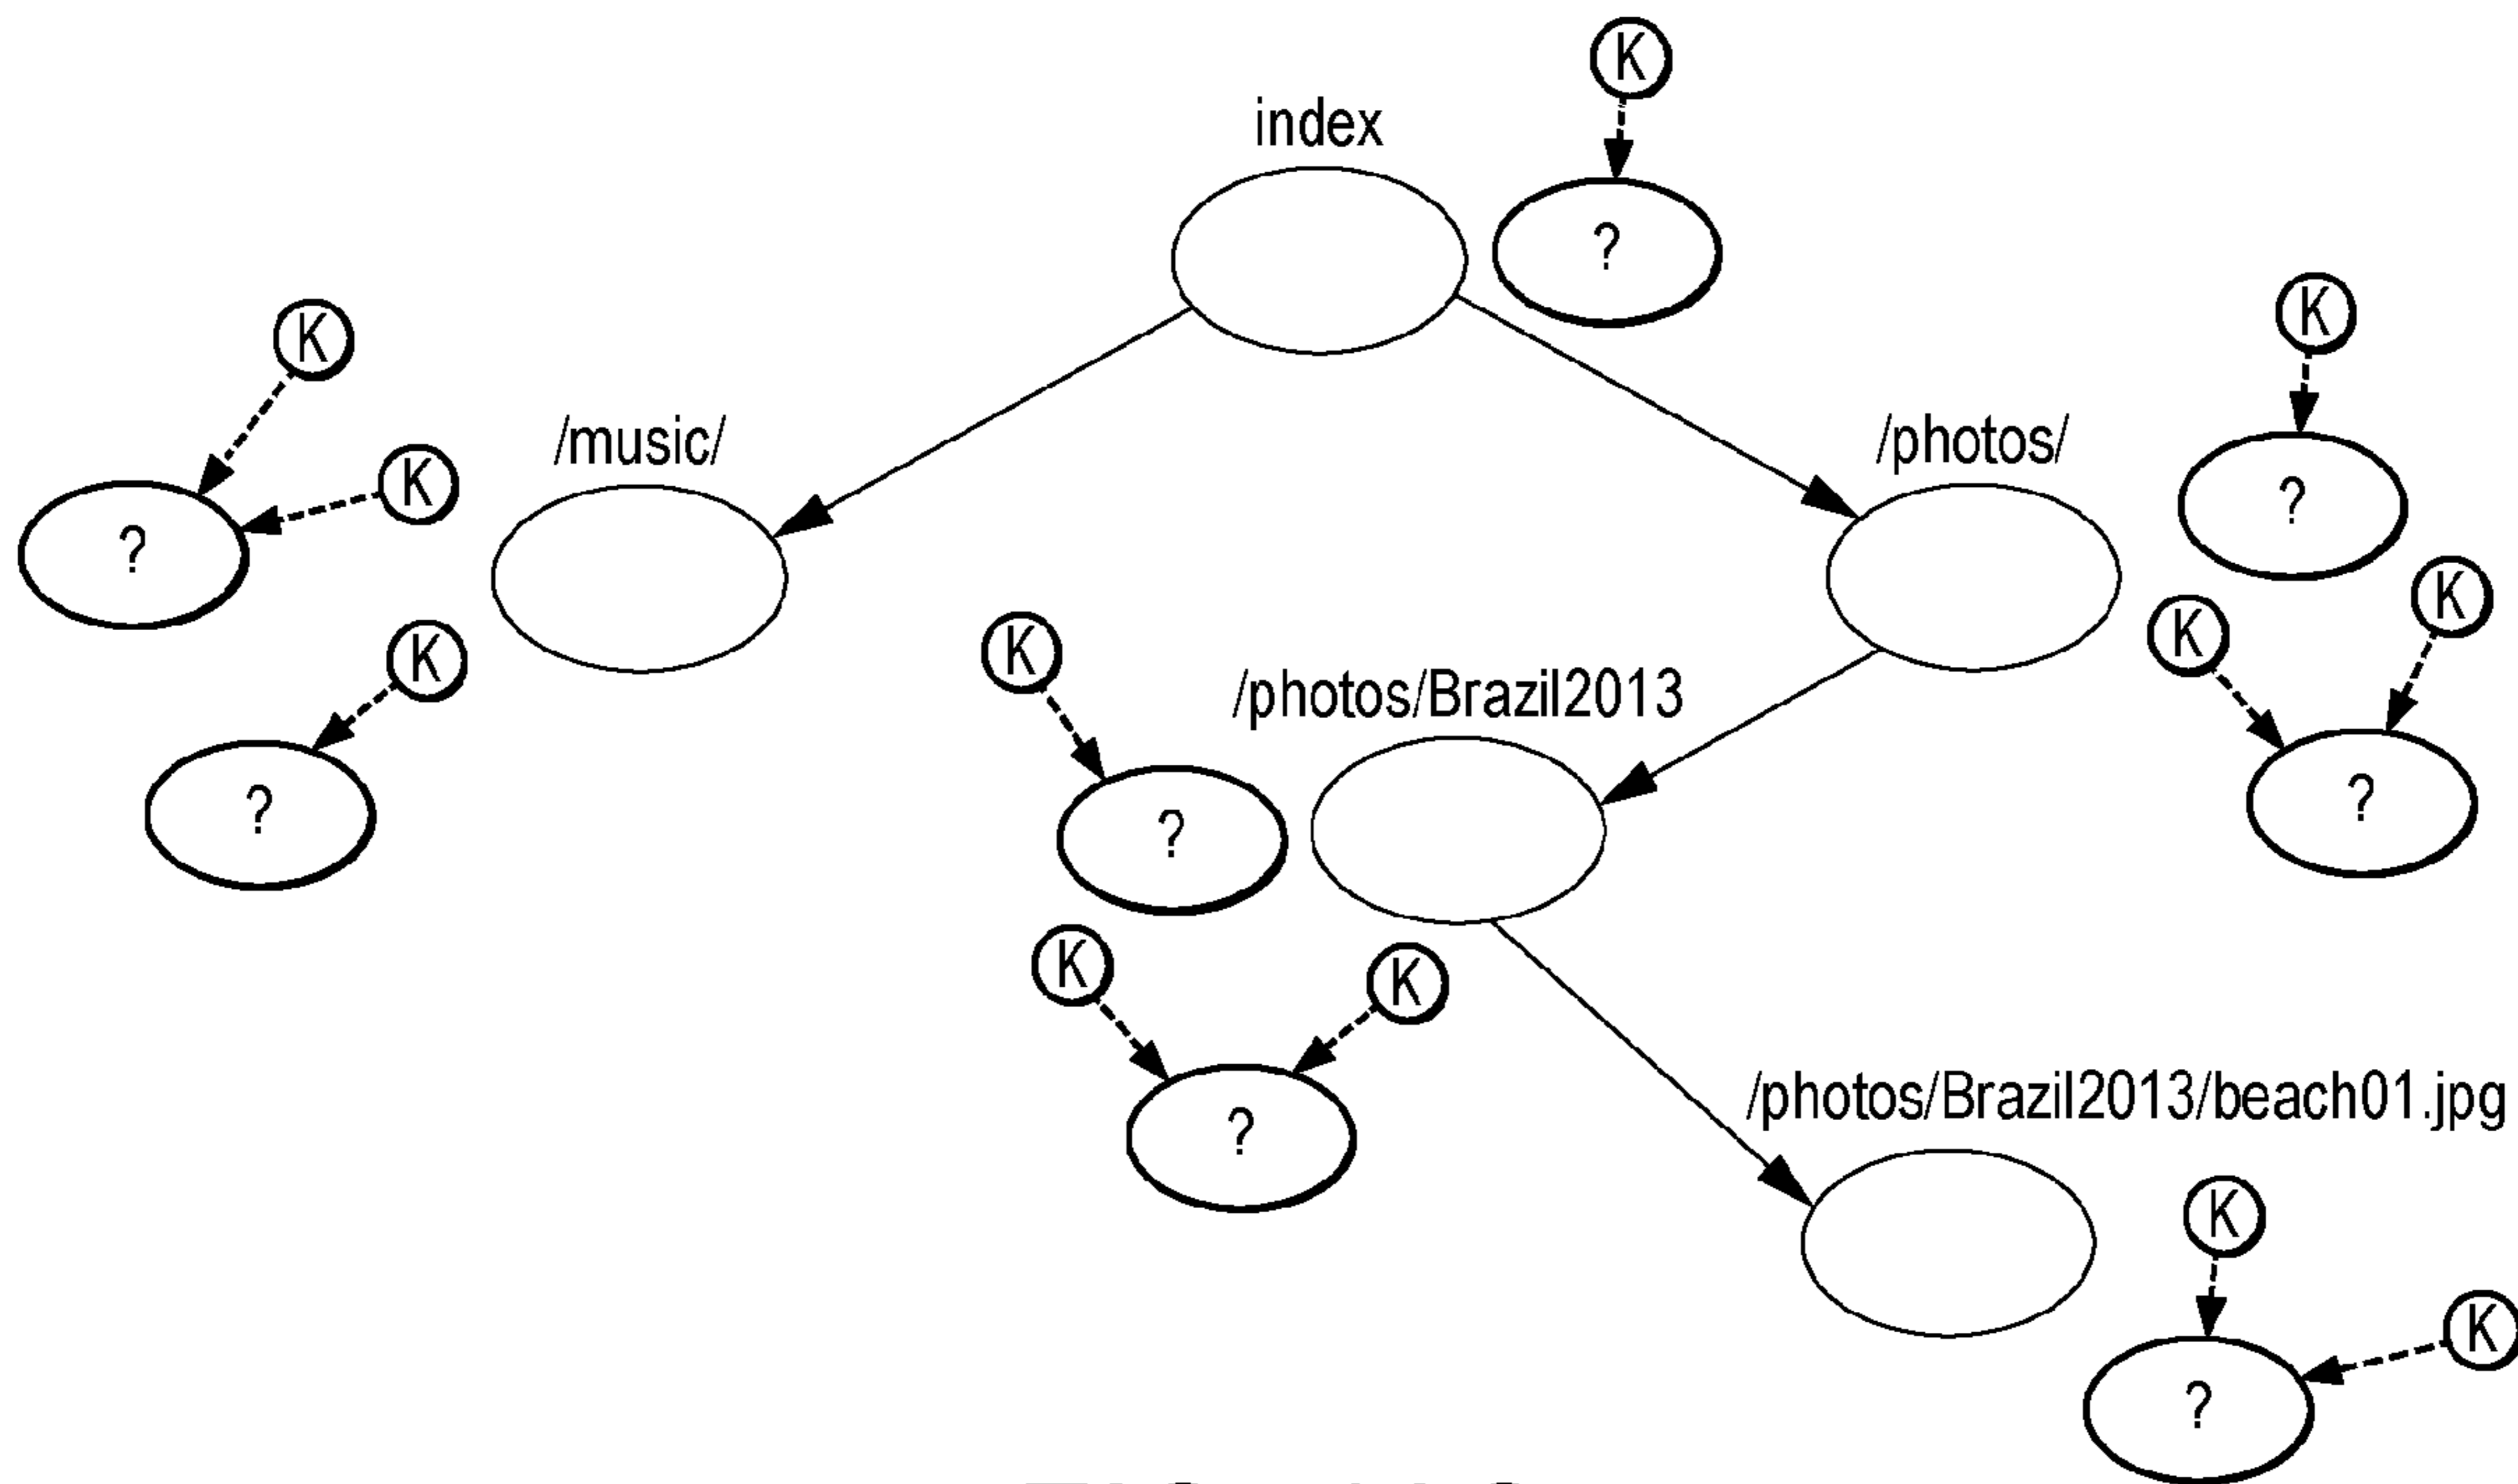 K
index
?
K
K
/music/
/photos/
K
?
?
K
K
K
K
/photos/Brazil2013
?
?
?
K
K
/photos/Brazil2013/beach01.jpg
?
K
K
?